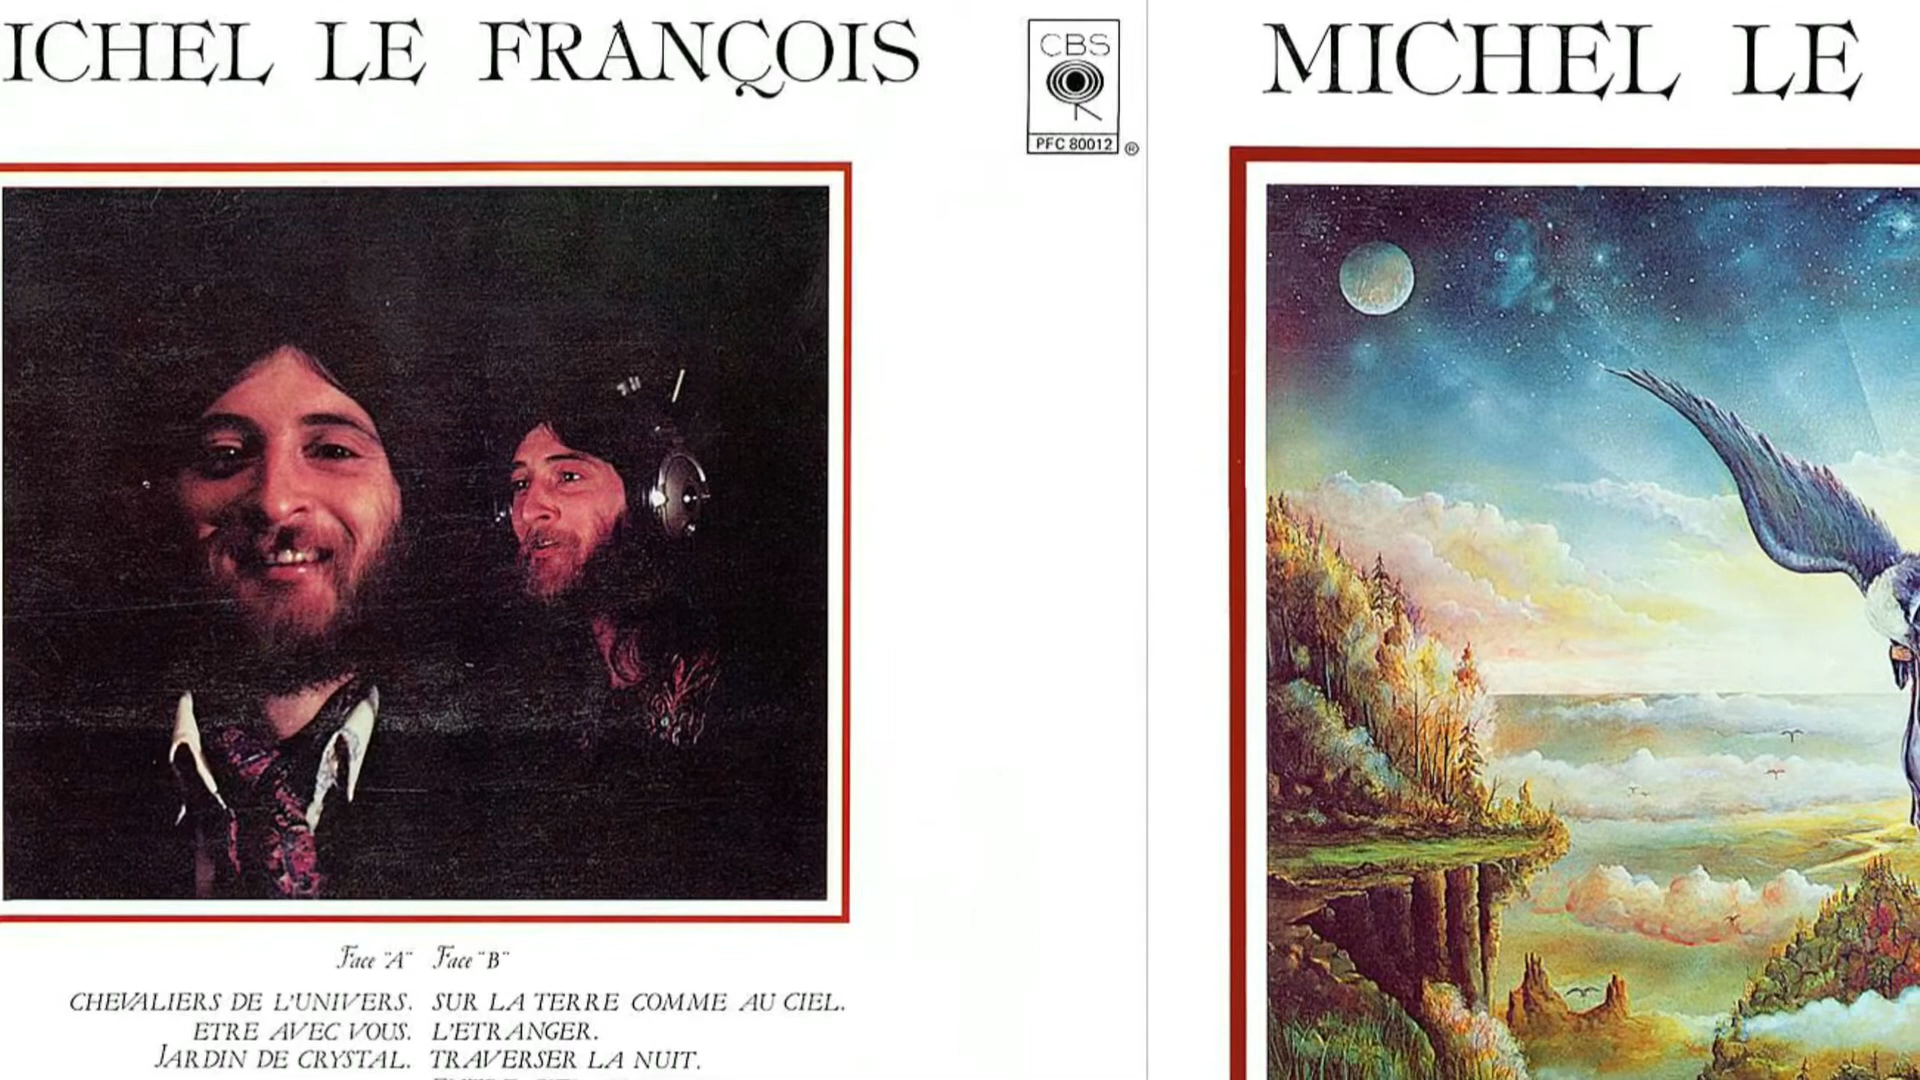 ICHEL LE FRANÇOIS
CBS
PFC 80012 ®
MICHEL LE
Face "A" Face "B"
CHEVALIERS DE L'UNIVERS. SUR LA TERRE COMME AU CIEL.
ETRE AVEC VOUS. L'ETRANGER.
JARDIN DE CRYSTAL. TRAVERSER LA NUIT.